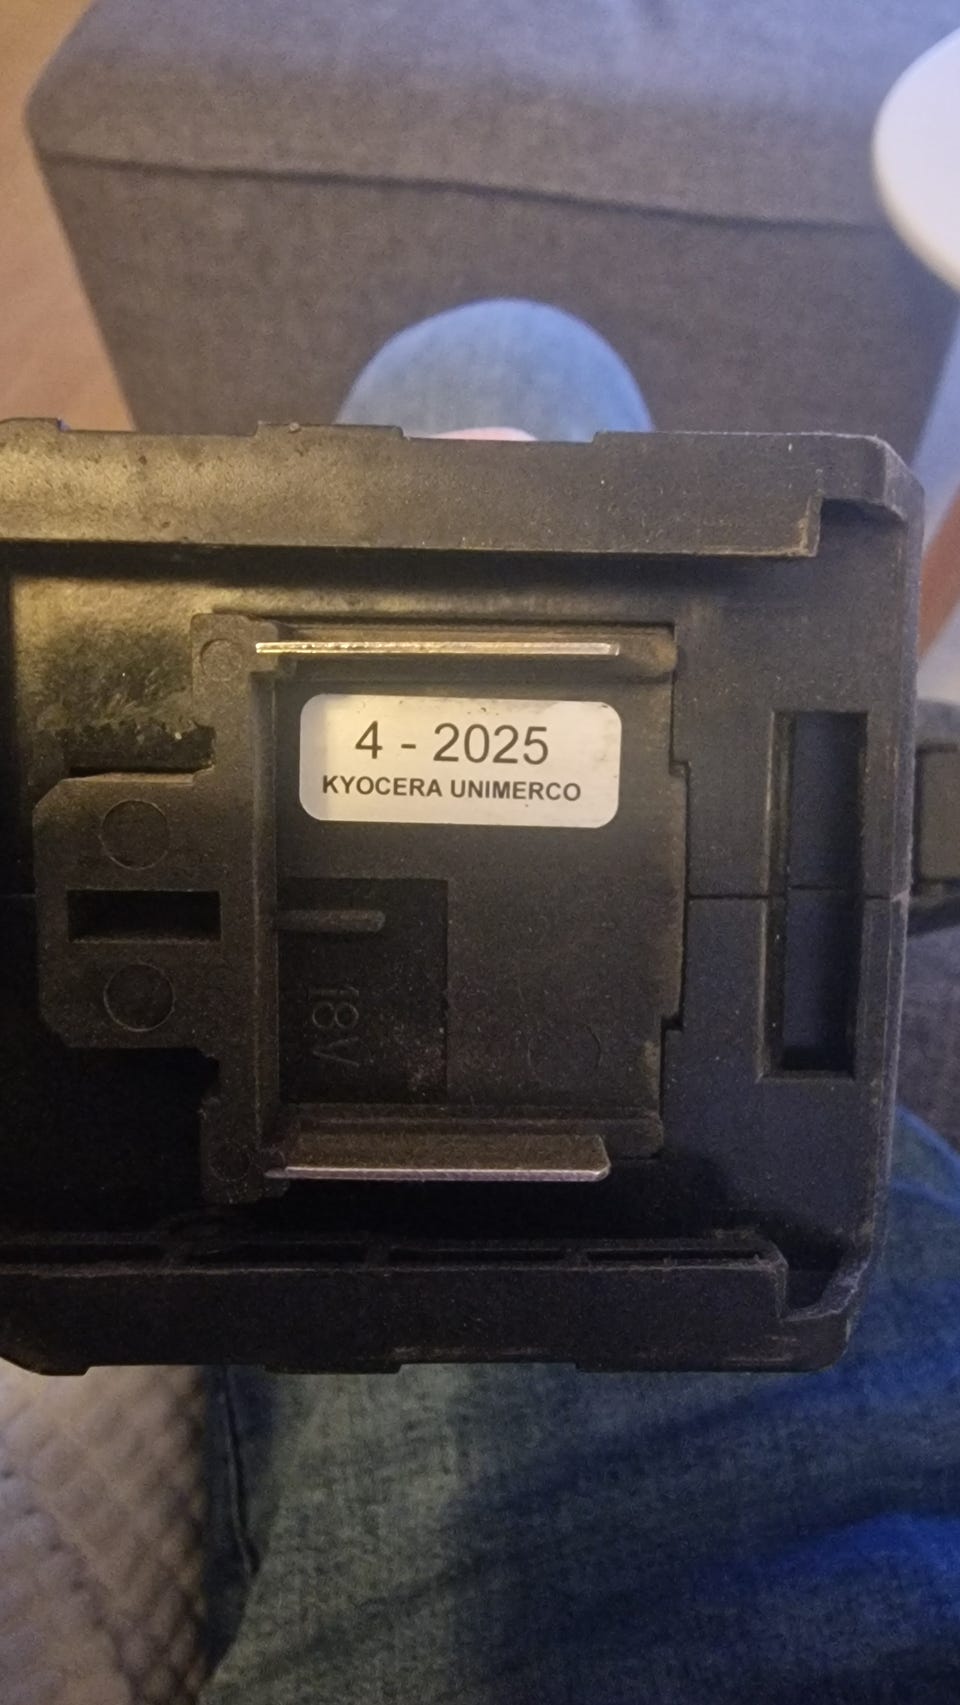 4 - 2025
KYOCERA UNIMERCO
18V